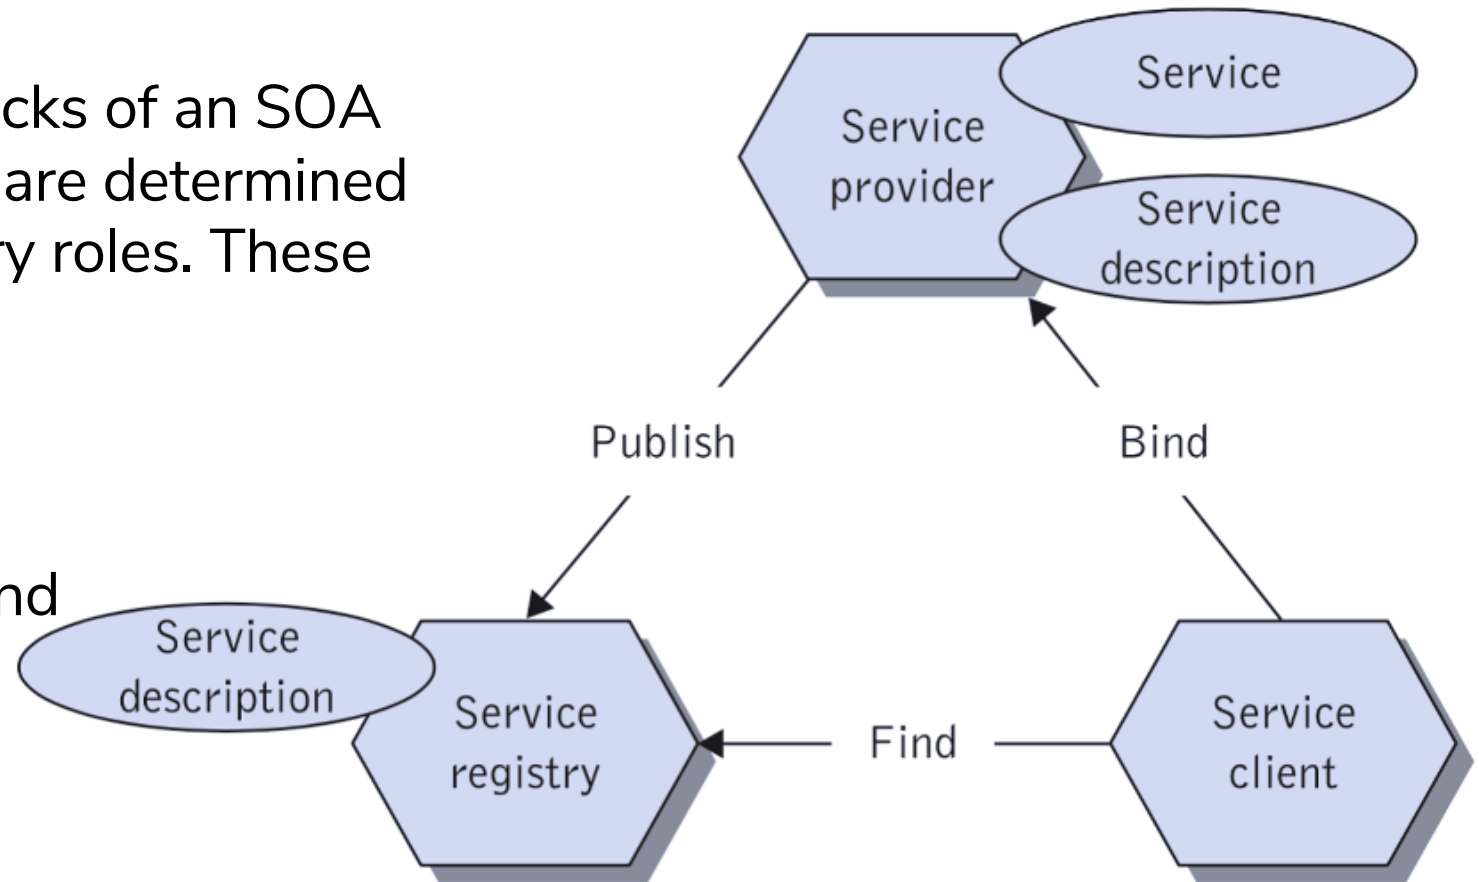 cks of an SOA
are determined
ry roles. These
nd
Service
provider
Service
Service
description
Publish
Bind
Service
description
Service
registry
Find
Service
client